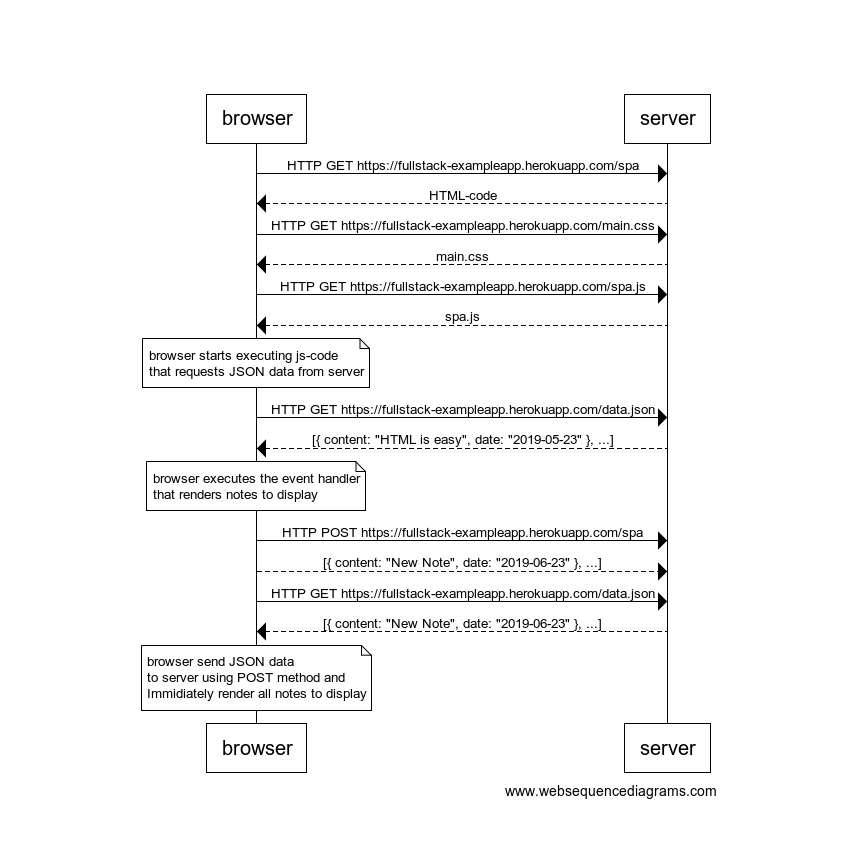 browser
server
HTTP GET https://fullstack-exampleapp.herokuapp.com/spa
HTML-code
HTTP GET https://fullstack-exampleapp.herokuapp.com/main.css
main.css
HTTP GET https://fullstack-exampleapp.herokuapp.com/spa.js
spa.js
browser starts executing js-code
that requests JSON data from server
HTTP GET https://fullstack-exampleapp.herokuapp.com/data.json
[{ content: "HTML is easy", date: "2019-05-23" }, ...]
browser executes the event handler
that renders notes to display
HTTP POST https://fullstack-exampleapp.herokuapp.com/spa
[{ content: "New Note", date: "2019-06-23" }, ...]
HTTP GET https://fullstack-exampleapp.herokuapp.com/data.json
[{ content: "New Note", date: "2019-06-23" }, ...]
browser send JSON data
to server using POST method and
Immidiately render all notes to display
browser
server
www.websequencediagrams.com